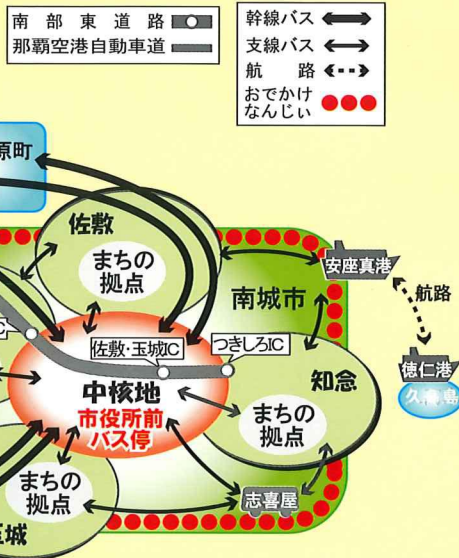 南部東道路
那覇空港自動車道
幹線バス
支線バス
航路
おでかけ
なんじぃ
原町
佐敷
まちの
拠点
安座真港
南城市
航路
佐敷・玉城IC
つきしろIC
徳仁港
久高島
中核地
市役所前
バス停
知念
まちの
拠点
まちの
拠点
志喜屋
玉城